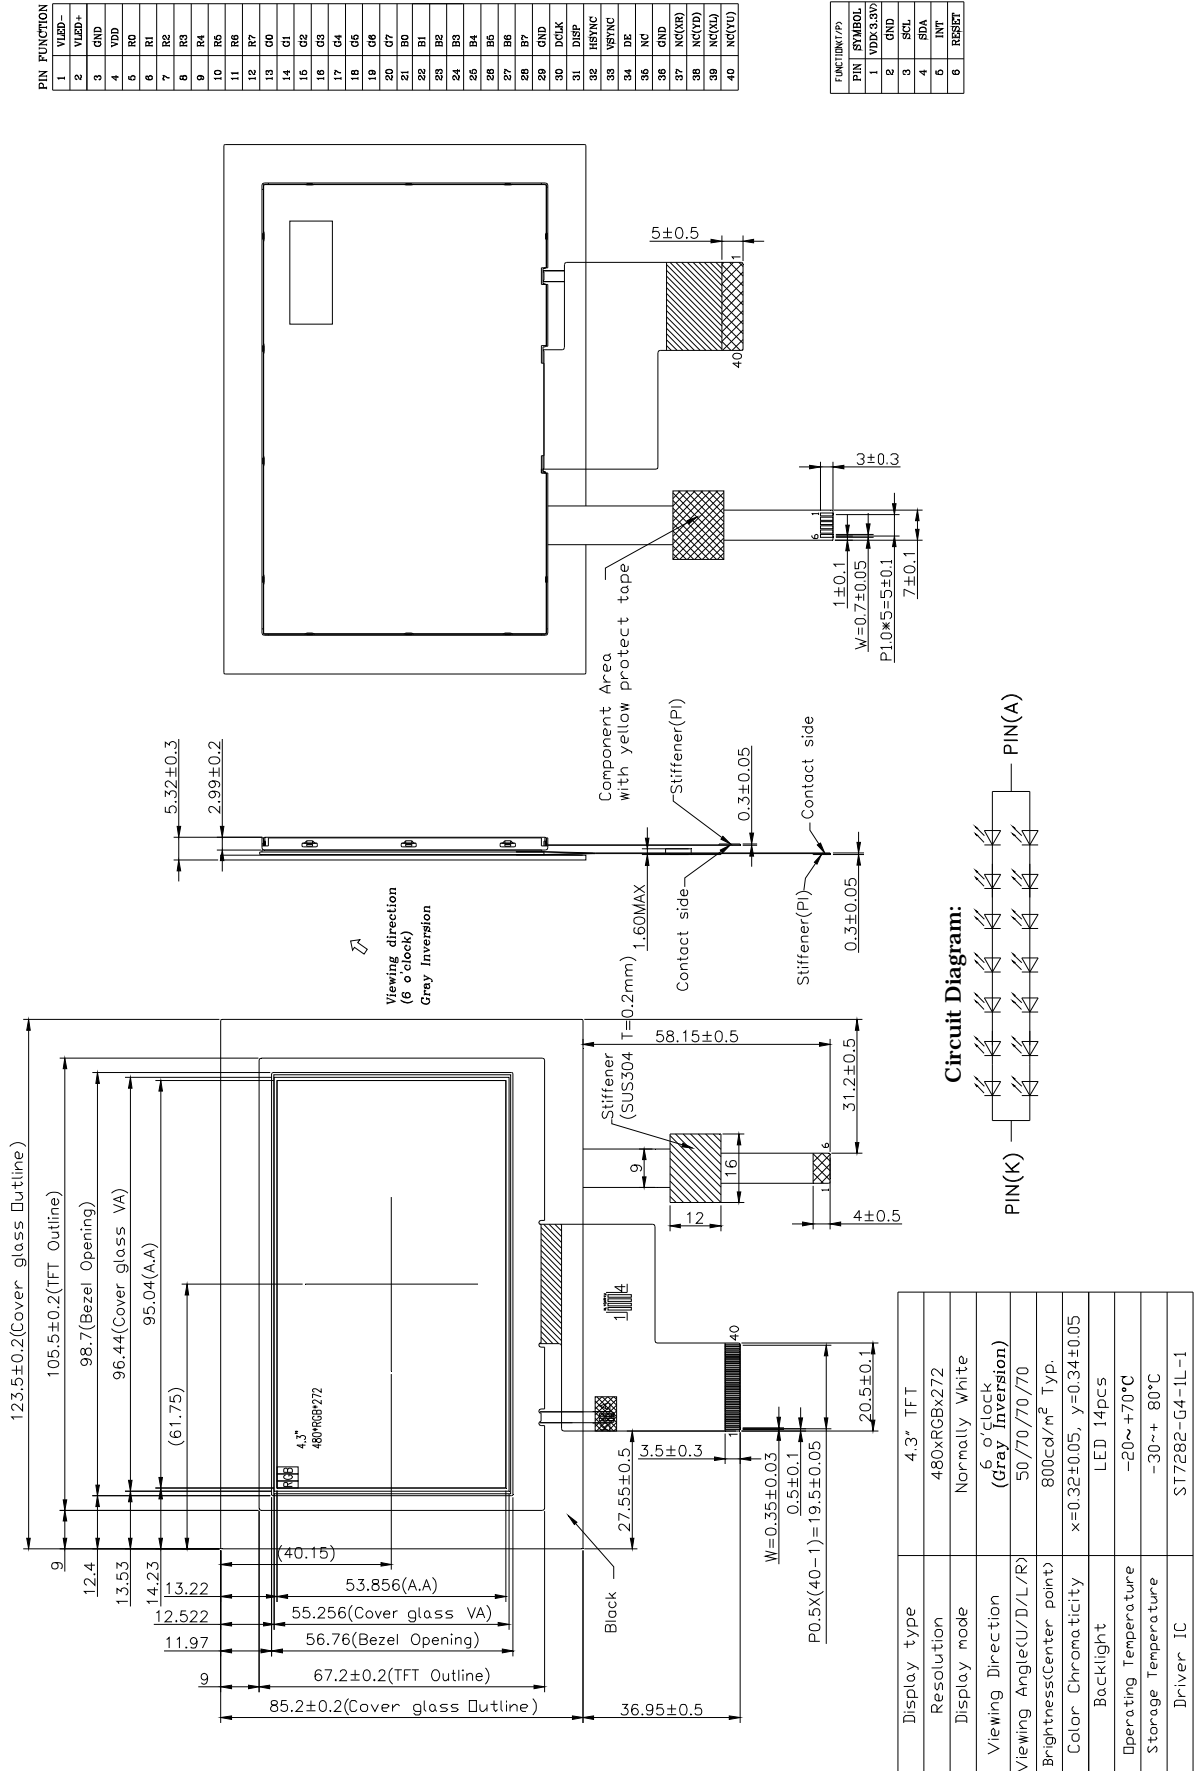 PIN FUNCTION
1 VLED-
2 VLED+
3 GND
4 VDD
5 R0
6 R1
7 R2
8 R3
9 R4
10 R5
11 R6
12 R7
13 G0
14 G1
15 G2
16 G3
17 G4
18 G5
19 G6
20 G7
21 B0
22 B1
23 B2
24 B3
25 B4
26 B5
27 B6
28 B7
29 GND
30 DCLK
31 DISP
32 HSYNC
33 VSYNC
34 DE
35 NC
36 GND
37 NC(XR)
38 NC(YD)
39 NC(XL)
40 NC(YU)
FUNCTION(T/P)
PIN SYMBOL
1 VDD(3.3V)
2 GND
3 SCL
4 SDA
5 INT
6 RESET
5±0.5
1
40
3±0.3
1
6
1±0.1
W=0.7±0.05
P1.0*5=5±0.1
7±0.1
Component Area
with yellow protect tape
5.32±0.3
2.99±0.2
Stiffener(PI)
0.3±0.05
Contact side
1.60MAX
Contact side
Stiffener(PI)
0.3±0.05
Viewing direction
(6 o'clock)
Gray Inversion
123.5±0.2(Cover glass Outline)
105.5±0.2(TFT Outline)
98.7(Bezel Opening)
96.44(Cover glass VA)
95.04(A.A)
(61.75)
9
12.4
13.53
14.23
4.3"
480*RGB*272
RGB
(40.15)
13.22
53.856(A.A)
12.522
55.256(Cover glass VA)
11.97
56.76(Bezel Opening)
9
67.2±0.2(TFT Outline)
85.2±0.2(Cover glass Outline)
36.95±0.5
Black
Stiffener
(SUS304 T=0.2mm)
58.15±0.5
31.2±0.5
9
16
12
6
1
4±0.5
1
4
40
1
27.55±0.5
3.5±0.3
W=0.35±0.03
0.5±0.1
P0.5X(40-1)=19.5±0.05
20.5±0.1
Circuit Diagram:
PIN(K)
PIN(A)
Display type 4.3" TFT
Resolution 480xRGBx272
Display mode Normally White
Viewing Direction 6 o'clock
(Gray Inversion)
Viewing Angle(U/D/L/R) 50/70/70/70
Brightness(Center point) 800cd/m² Typ.
Color Chromaticity x=0.32±0.05, y=0.34±0.05
Backlight LED 14pcs
Operating Temperature -20~+70°C
Storage Temperature -30~+ 80°C
Driver IC ST7282-G4-1L-1